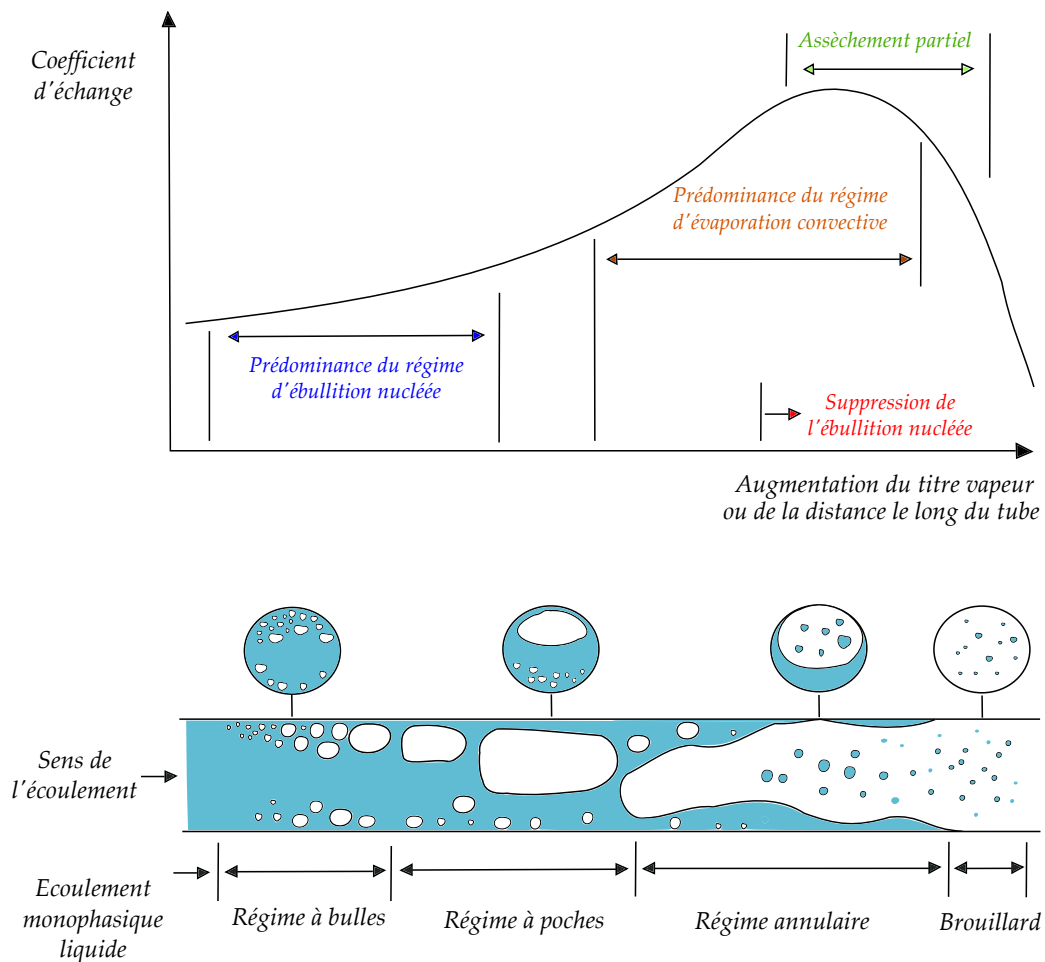 Coefficient
d'échange
Assèchement partiel
Prédominance du régime
d'évaporation convective
Prédominance du régime
d'ébullition nucléée
Suppression de
l'ébullition nucléée
Augmentation du titre vapeur
ou de la distance le long du tube
Sens de
l'écoulement
Ecoulement
monophasique
liquide
Régime à bulles
Régime à poches
Régime annulaire
Brouillard